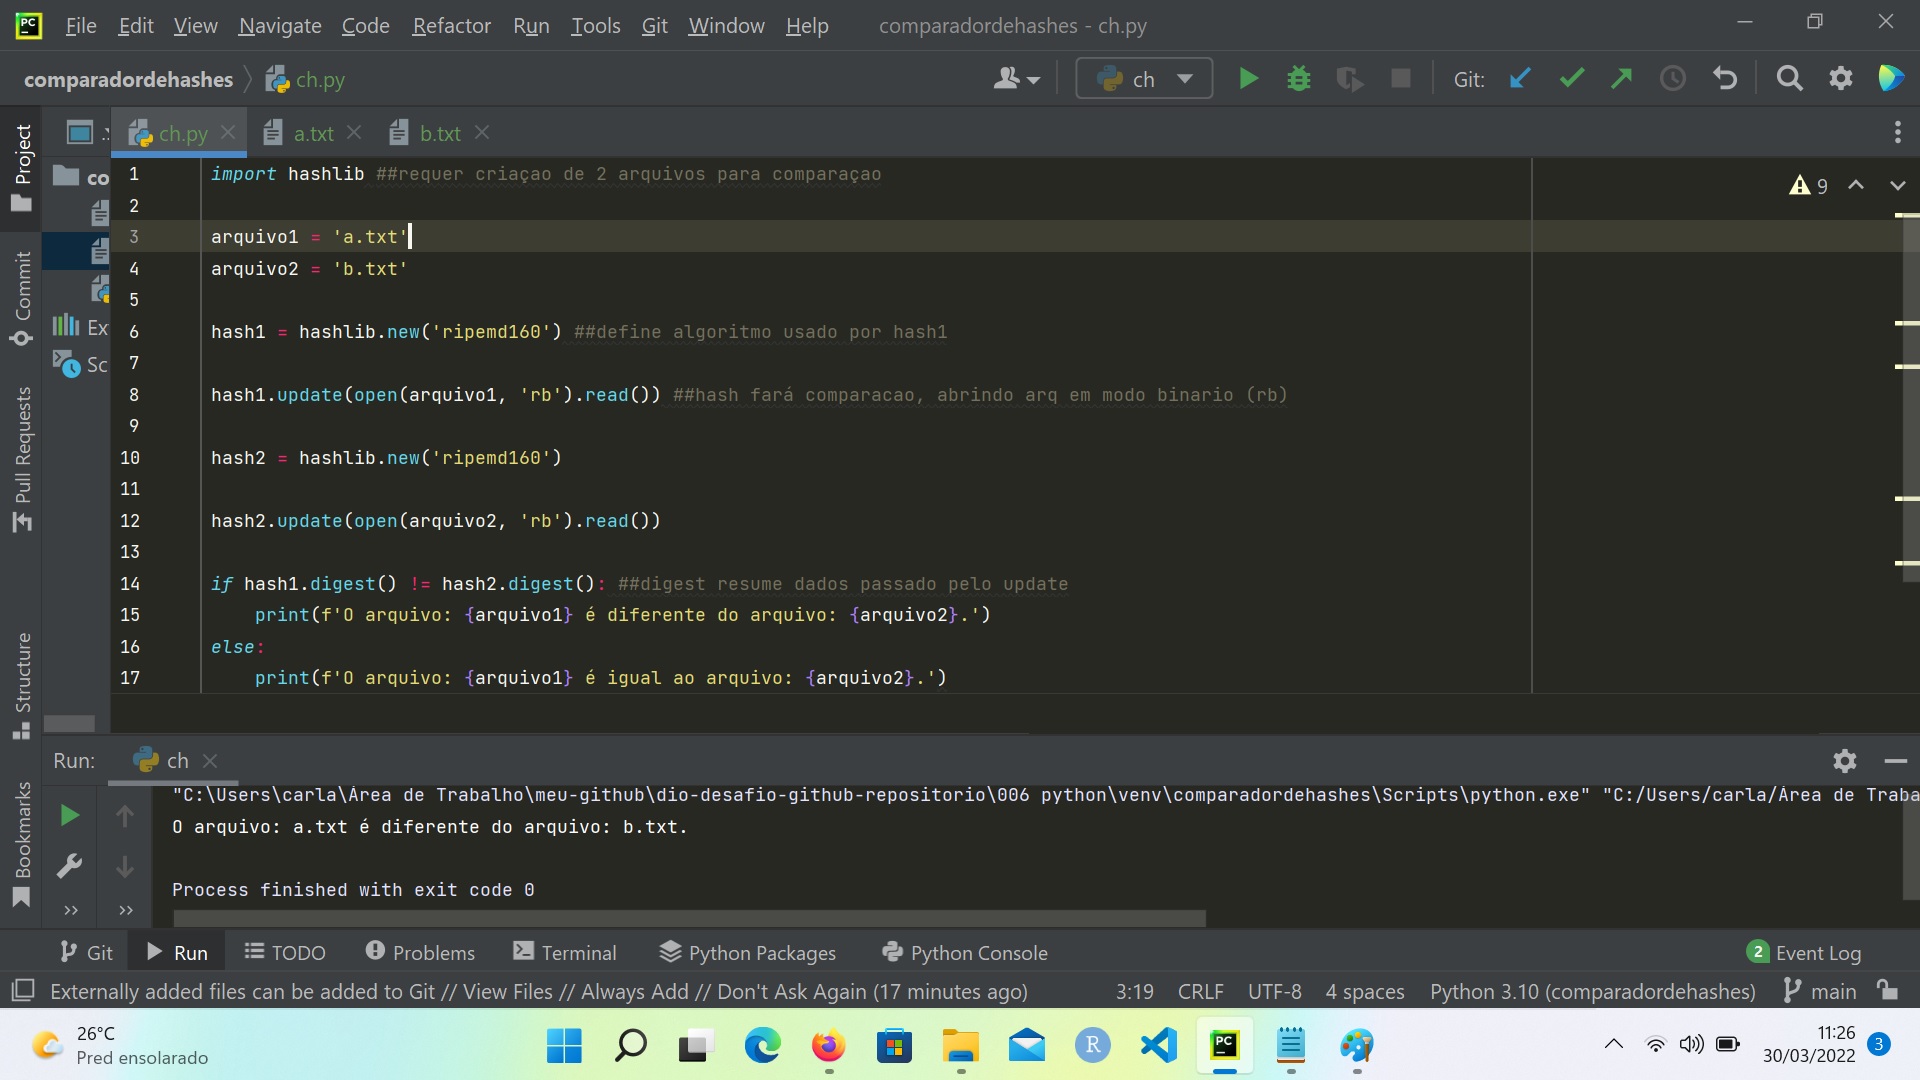 PC File Edit View Navigate Code Refactor Run Tools Git Window Help comparadordehashes - ch.py
comparadordehashes ch.py ch Git:
Project ch.py a.txt b.txt
co
Ex
Sc
Commit
Pull Requests
Structure
Bookmarks
1 import hashlib ##requer criaçao de 2 arquivos para comparaçao
2
3 arquivo1 = 'a.txt'
4 arquivo2 = 'b.txt'
5
6 hash1 = hashlib.new('ripemd160') ##define algoritmo usado por hash1
7
8 hash1.update(open(arquivo1, 'rb').read()) ##hash fará comparacao, abrindo arq em modo binario (rb)
9
10 hash2 = hashlib.new('ripemd160')
11
12 hash2.update(open(arquivo2, 'rb').read())
13
14 if hash1.digest() != hash2.digest(): ##digest resume dados passado pelo update
15 print(f'O arquivo: {arquivo1} é diferente do arquivo: {arquivo2}.')
16 else:
17 print(f'O arquivo: {arquivo1} é igual ao arquivo: {arquivo2}.')
9
Run: ch
"C:\Users\carla\Área de Trabalho\meu-github\dio-desafio-github-repositorio\006 python\venv\comparadordehashes\Scripts\python.exe" "C:/Users/carla/Área de Traba
O arquivo: a.txt é diferente do arquivo: b.txt.
Process finished with exit code 0
Git Run TODO Problems Terminal Python Packages Python Console 2 Event Log
Externally added files can be added to Git // View Files // Always Add // Don't Ask Again (17 minutes ago) 3:19 CRLF UTF-8 4 spaces Python 3.10 (comparadordehashes) main
26°C
Pred ensolarado
R
PC
11:26
30/03/2022
3